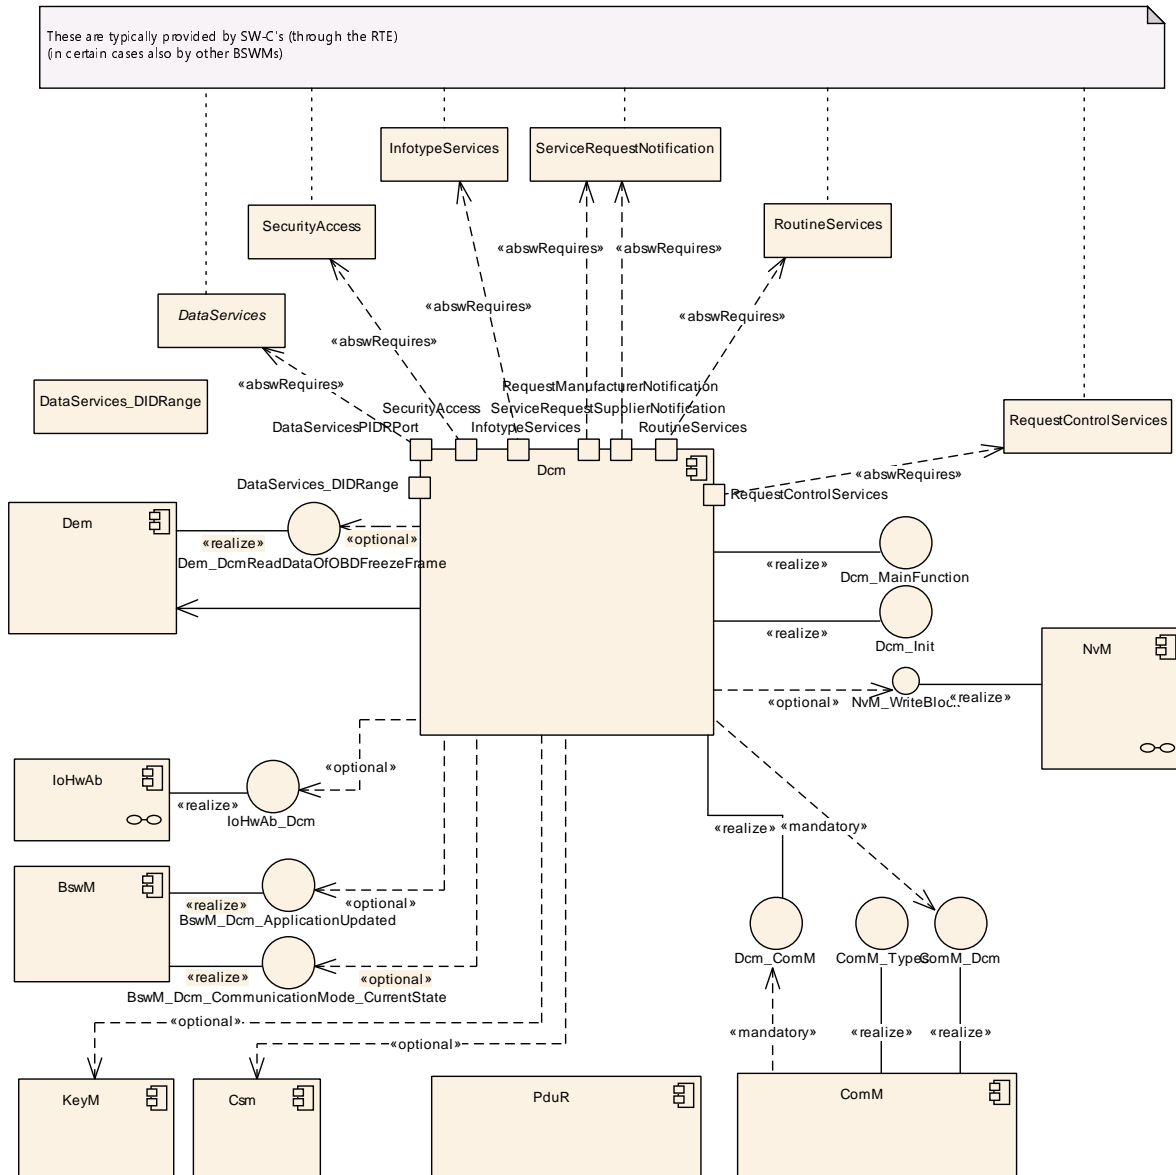 These are typically provided by SW-C's (through the RTE)
(in certain cases also by other BSWMs)
InfotypeServices
ServiceRequestNotification
SecurityAccess
RoutineServices
«abswRequires» «abswRequires»
DataServices
«abswRequires»
«abswRequires»
«abswRequires»
«abswRequires»
RequestManufacturerNotification
DataServices_DIDRange
SecurityAccess
ServiceRequestSupplierNotification
RequestControlServices
DataServicesPIDRPort
InfotypeServices
RoutineServices
Dcm
«abswRequires»
DataServices_DIDRange
RequestControlServices
Dem
«realize»
«optional»
Dem_DcmReadDataOfOBDFreezeFrame
«realize»
Dcm_MainFunction
«realize»
Dcm_Init
NvM
«optional»
«realize»
IoHwAb
«optional»
«realize»
IoHwAb_Dcm
«realize»
«mandatory»
BswM
«realize»
«optional»
BswM_Dcm_ApplicationUpdated
Dcm_ComM
ComM_Types
ComM_Dcm
«realize»
«optional»
BswM_Dcm_CommunicationMode_CurrentState
«optional»
«mandatory»
«realize»
«realize»
«optional»
KeyM
Csm
PduR
ComM